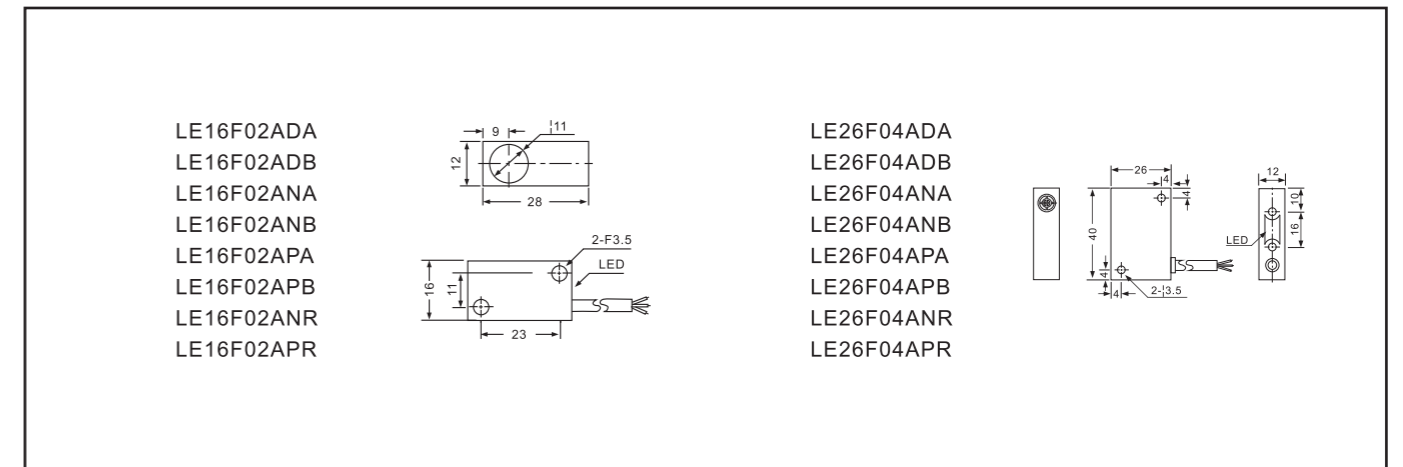 LE16F02ADA
LE16F02ADB
LE16F02ANA
LE16F02ANB
LE16F02APA
LE16F02APB
LE16F02ANR
LE16F02APR
9
¦11
12
28
2-F3.5
LED
16
11
23
LE26F04ADA
LE26F04ADB
LE26F04ANA
LE26F04ANB
LE26F04APA
LE26F04APB
LE26F04ANR
LE26F04APR
26
4
4
40
4
4
2-¦3.5
12
10
16
LED